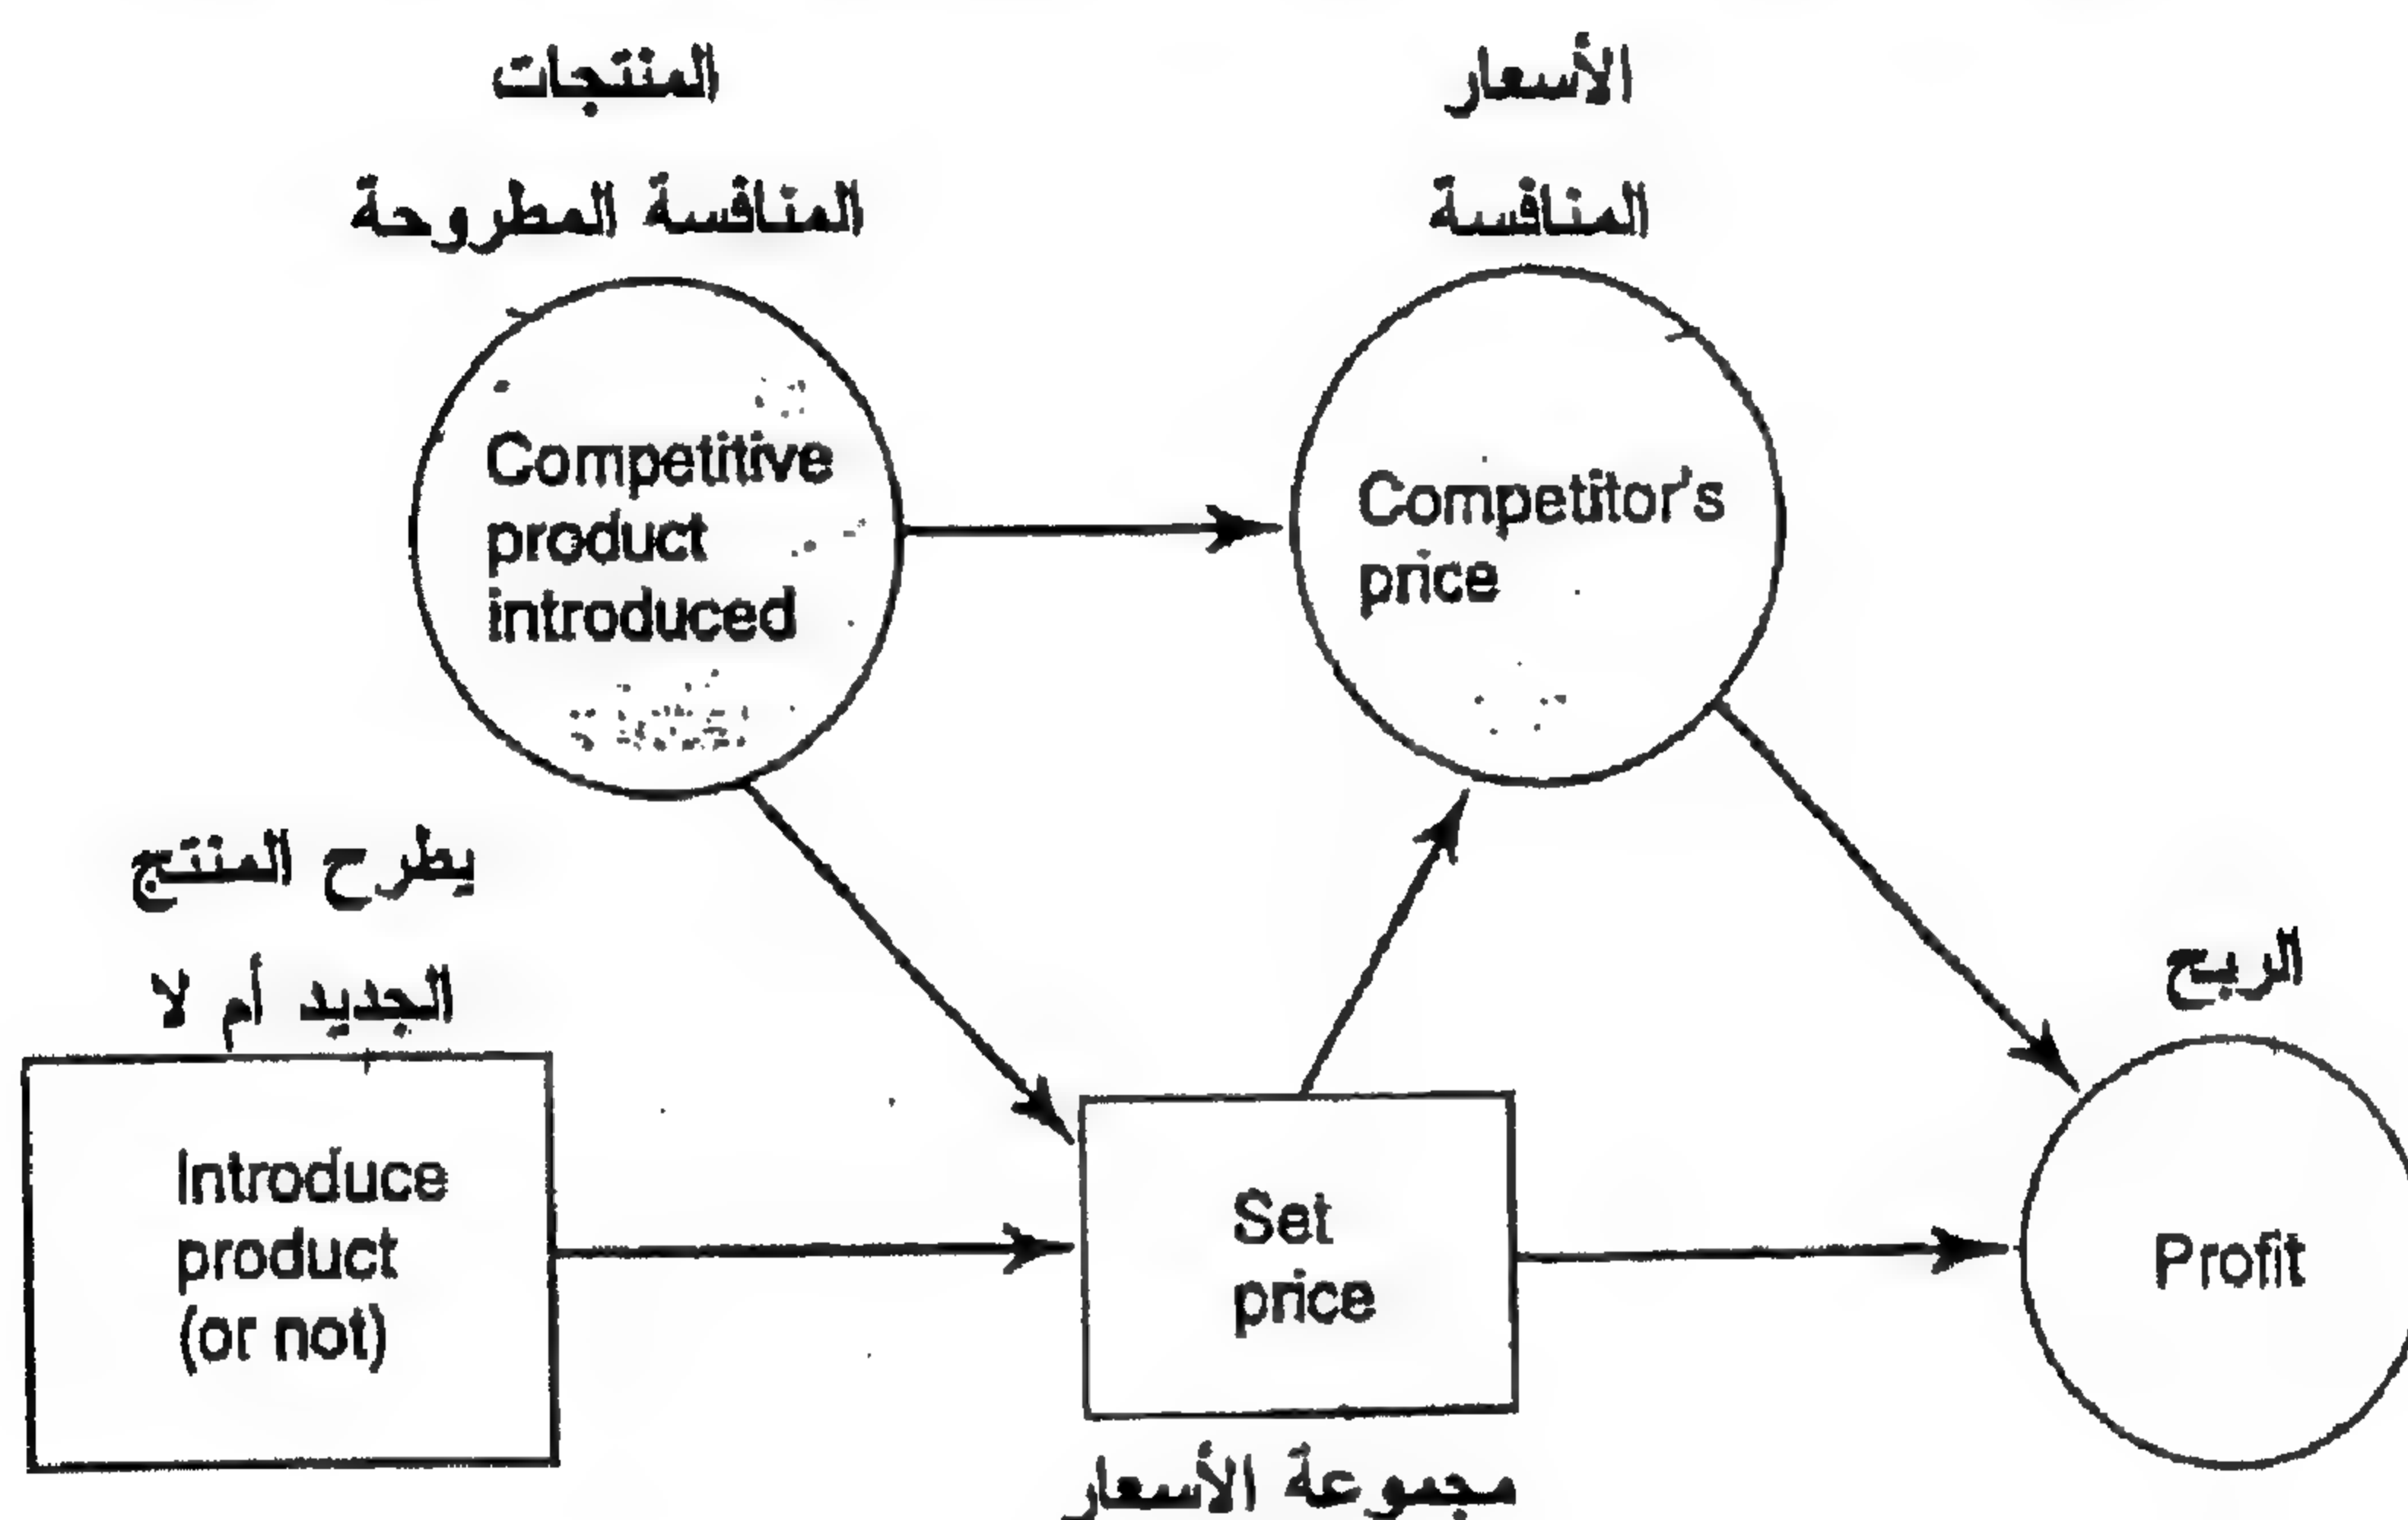 المنتجات
المنافسة المطروحة
الأسعار
المنافسة
Competitive
product
introduced
Competitor's
price
يطرح المنتج
الجديد أم لا
الربح
Introduce
product
(or not)
Set
price
Profit
مجموعة الأسعار